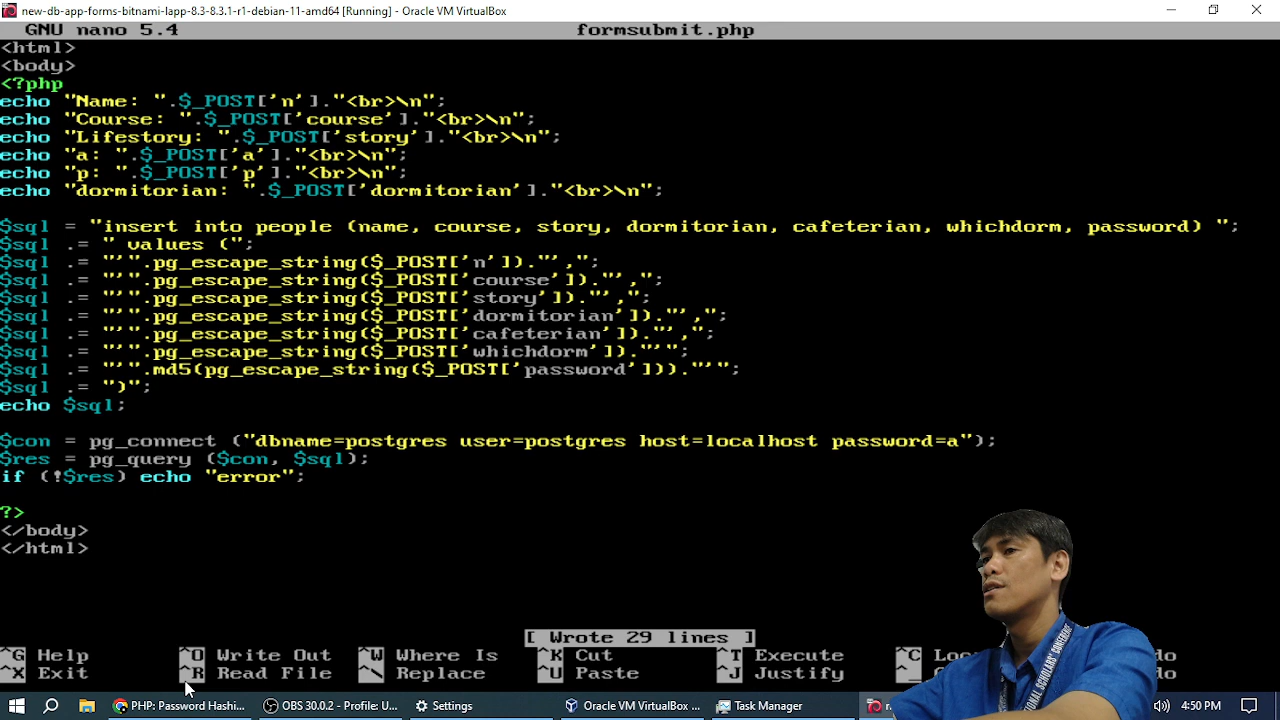 new-db-app-forms-bitnami-lapp-8.3-8.3.1-r1-debian-11-amd64 [Running] - Oracle VM VirtualBox
GNU nano 5.4 formsubmit.php
<html>
<body>
<?php
echo "Name: ".$_POST['n']."<br>\n";
echo "Course: ".$_POST['course']."<br>\n";
echo "Lifestory: ".$_POST['story']."<br>\n";
echo "a: ".$_POST['a']."<br>\n";
echo "p: ".$_POST['p']."<br>\n";
echo "dormitorian: ".$_POST['dormitorian']."<br>\n";
$sql = "insert into people (name, course, story, dormitorian, cafeterian, whichdorm, password) ";
$sql .= " values (";
$sql .= "'".pg_escape_string($_POST['n'])."',";
$sql .= "'".pg_escape_string($_POST['course'])."',";
$sql .= "'".pg_escape_string($_POST['story'])."',";
$sql .= "'".pg_escape_string($_POST['dormitorian'])."',";
$sql .= "'".pg_escape_string($_POST['cafeterian'])."',";
$sql .= "'".pg_escape_string($_POST['whichdorm'])."'";
$sql .= "'".md5(pg_escape_string($_POST['password']))."'";
$sql .= ")";
echo $sql;
$con = pg_connect ("dbname=postgres user=postgres host=localhost password=a");
$res = pg_query ($con, $sql);
if (!$res) echo "error";
?>
</body>
</html>
[ Wrote 29 lines ]
^G Help ^O Write Out ^W Where Is ^K Cut ^T Execute ^C
^X Exit ^R Read File ^\ Replace ^U Paste ^J Justify ^_
CONFERENCE
PHP: Password Hashi... OBS 30.0.2 - Profile: U... Settings Oracle VM VirtualBox ... Task Manager 4:50 PM